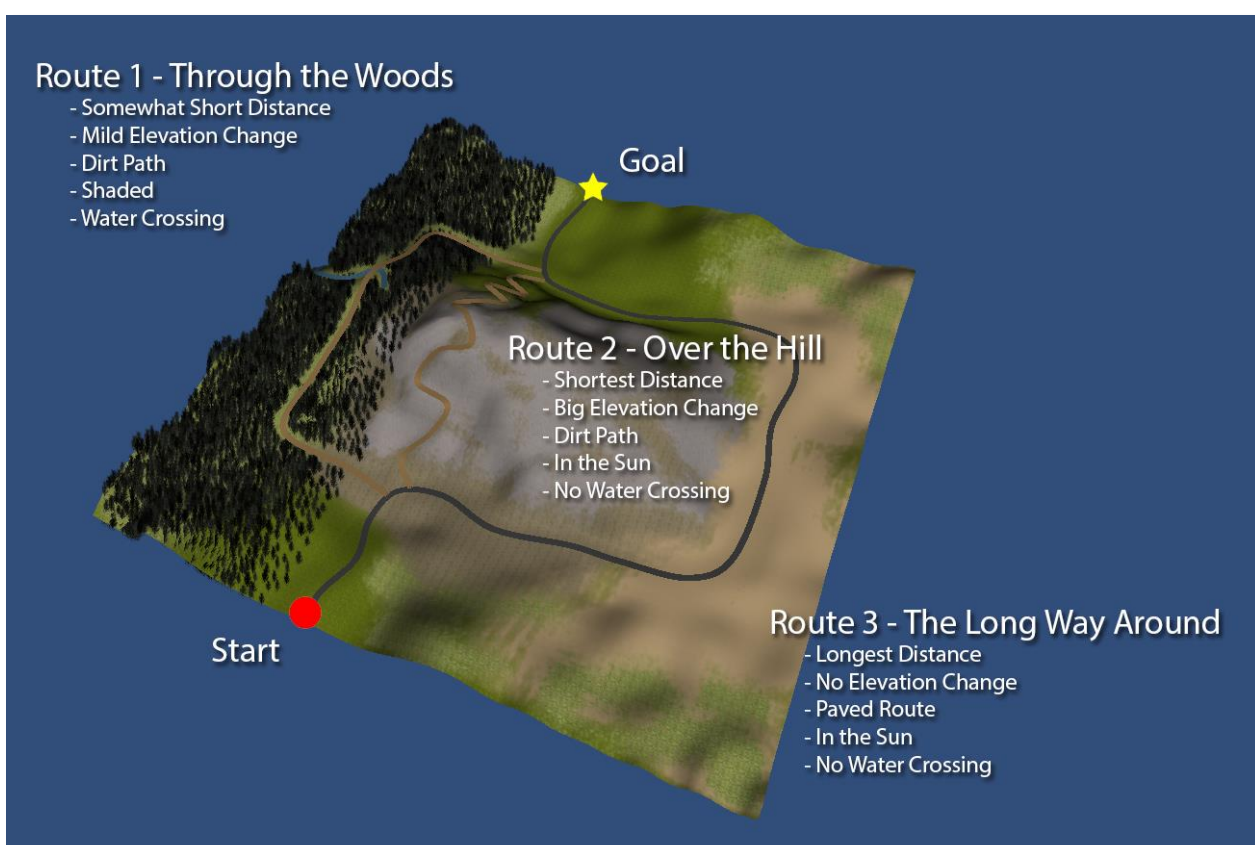 Route 1 - Through the Woods
- Somewhat Short Distance
- Mild Elevation Change
- Dirt Path
- Shaded
- Water Crossing
Goal
Route 2 - Over the Hill
- Shortest Distance
- Big Elevation Change
- Dirt Path
- In the Sun
- No Water Crossing
Start
Route 3 - The Long Way Around
- Longest Distance
- No Elevation Change
- Paved Route
- In the Sun
- No Water Crossing